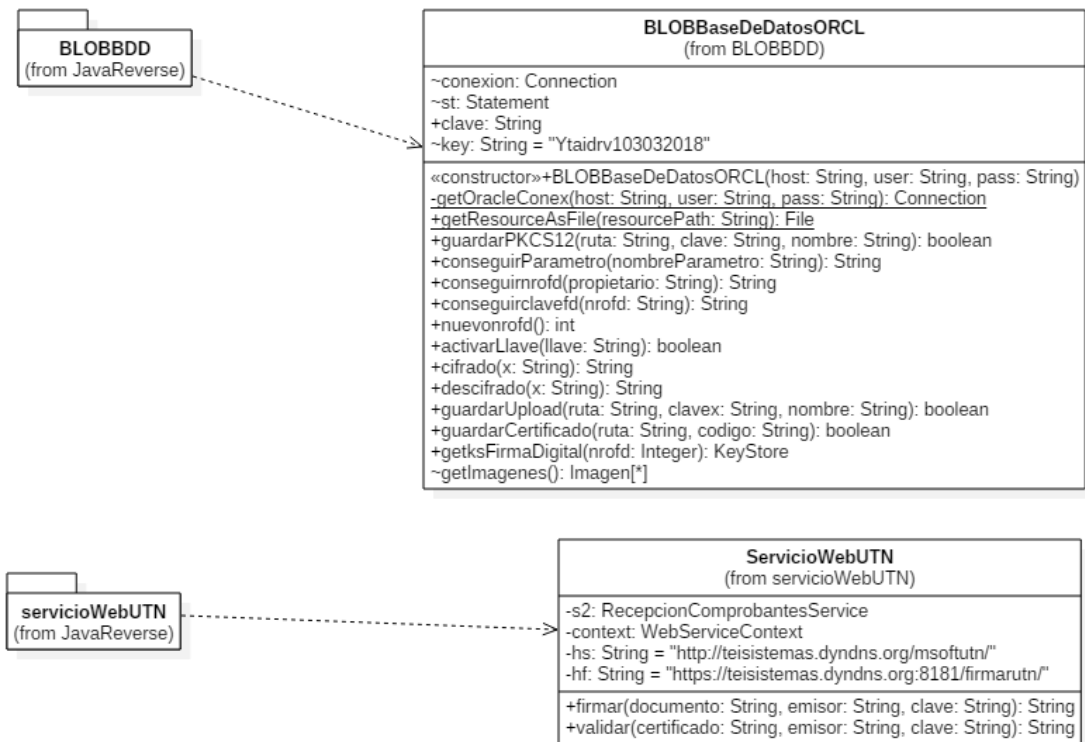 BLOBBDD
(from JavaReverse)
BLOBBaseDeDatosORCL
(from BLOBBDD)
~conexion: Connection
~st: Statement
+clave: String
~key: String = "Ytaidrv103032018"
«constructor»+BLOBBaseDeDatosORCL(host: String, user: String, pass: String)
-getOracleConex(host: String, user: String, pass: String): Connection
+getResourceAsFile(resourcePath: String): File
+guardarPKCS12(ruta: String, clave: String, nombre: String): boolean
+conseguirParametro(nombreParametro: String): String
+conseguirnrofd(propietario: String): String
+conseguirclavefd(nrofd: String): String
+nuevonrofd(): int
+activarLlave(llave: String): boolean
+cifrado(x: String): String
+descifrado(x: String): String
+guardarUpload(ruta: String, clavex: String, nombre: String): boolean
+guardarCertificado(ruta: String, codigo: String): boolean
+getksFirmaDigital(nrofd: Integer): KeyStore
~getImagenes(): Imagen[*]
servicioWebUTN
(from JavaReverse)
ServicioWebUTN
(from servicioWebUTN)
-s2: RecepcionComprobantesService
-context: WebServiceContext
-hs: String = "http://teisistemas.dyndns.org/msoftutn/"
-hf: String = "https://teisistemas.dyndns.org:8181/firmarutn/"
+firmar(documento: String, emisor: String, clave: String): String
+validar(certificado: String, emisor: String, clave: String): String